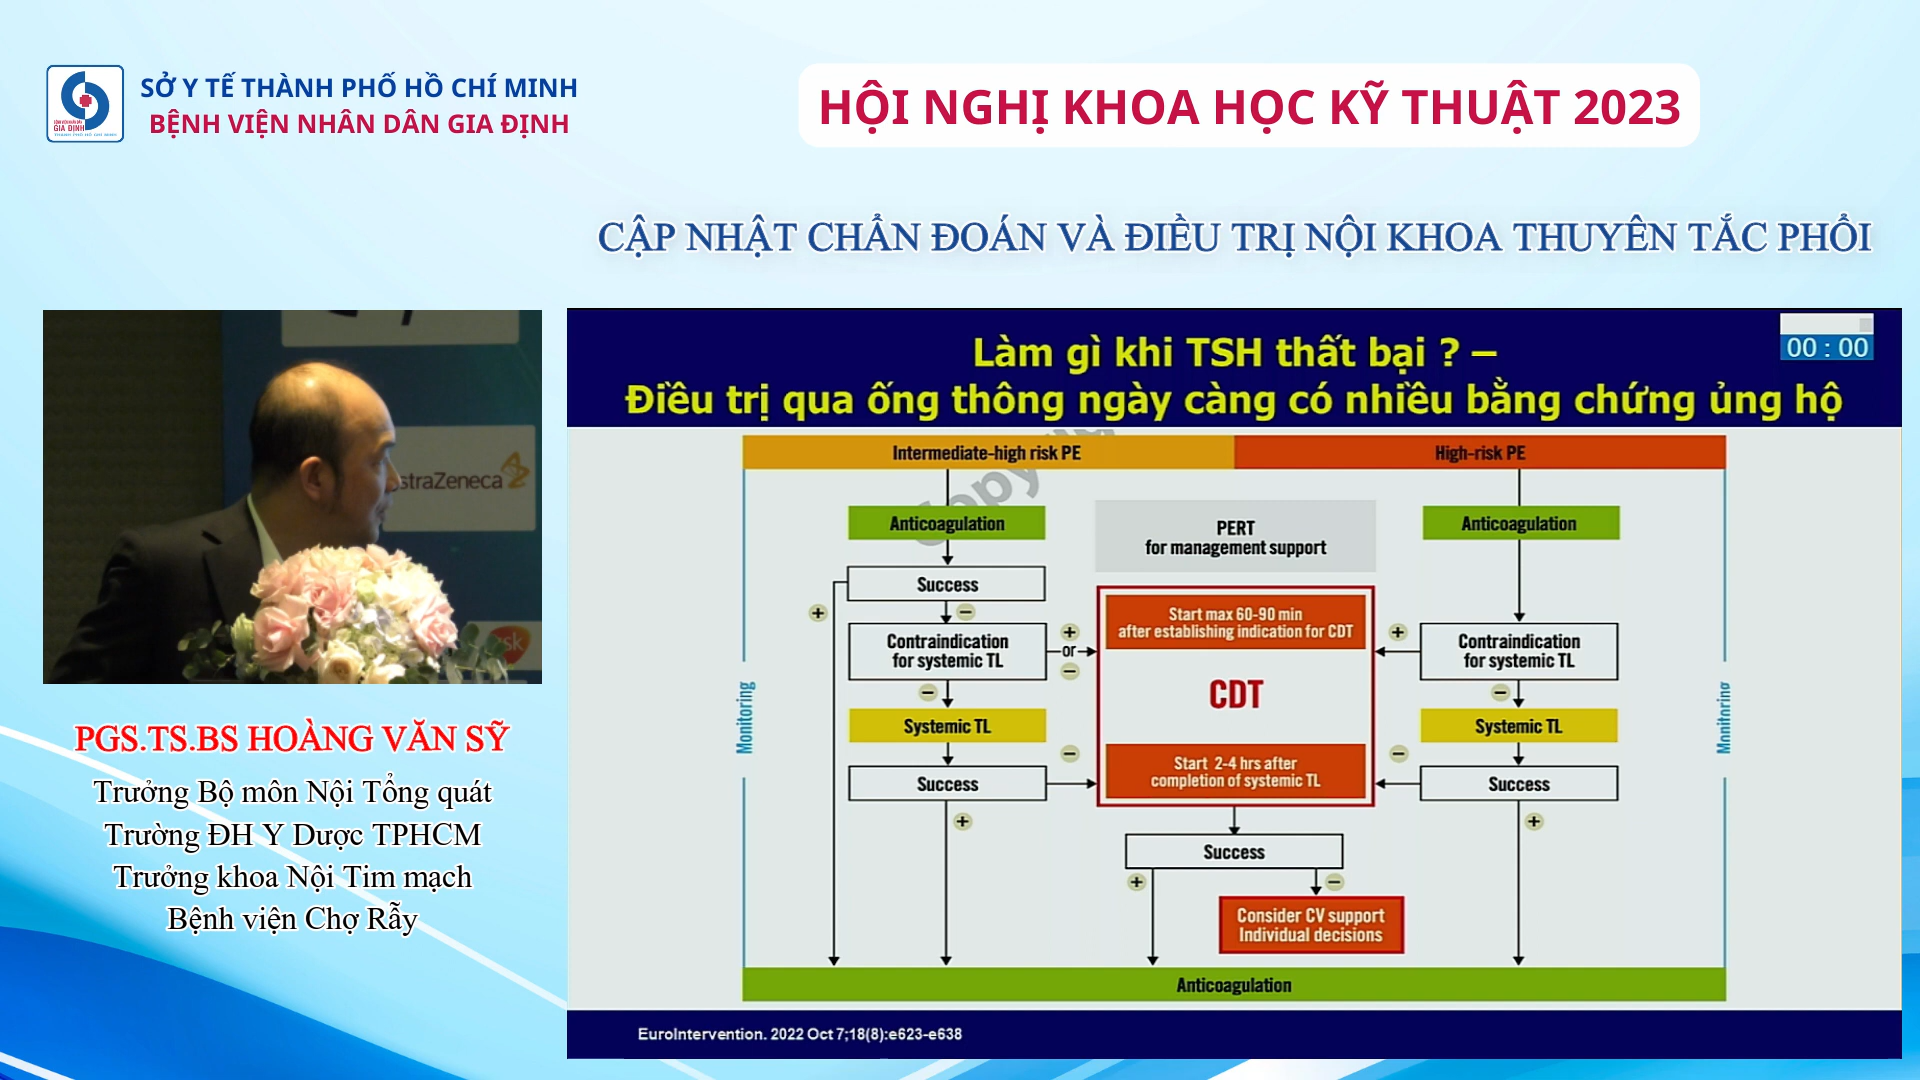 SỞ Y TẾ THÀNH PHỐ HỒ CHÍ MINH
BỆNH VIỆN NHÂN DÂN GIA ĐỊNH
GIA ĐỊNH
HỘI NGHỊ KHOA HỌC KỸ THUẬT 2023
CẬP NHẬT CHẨN ĐOÁN VÀ ĐIỀU TRỊ NỘI KHOA THUYÊN TẮC PHỔI
straZeneca
gsk
PGS.TS.BS HOÀNG VĂN SỸ
Trưởng Bộ môn Nội Tổng quát
Trường ĐH Y Dược TPHCM
Trưởng khoa Nội Tim mạch
Bệnh viện Chợ Rẫy
Làm gì khi TSH thất bại ? –
Điều trị qua ống thông ngày càng có nhiều bằng chứng ủng hộ
00 : 00
Intermediate-high risk PE
High-risk PE
Anticoagulation
PERT
for management support
Anticoagulation
Success
+
−
Start max 60-90 min
after establishing indication for CDT
Contraindication
for systemic TL
+
or
−
+
Contraindication
for systemic TL
−
CDT
−
Monitoring
Systemic TL
Systemic TL
Monitoring
−
Start 2-4 hrs after
completion of systemic TL
−
Success
Success
+
+
Success
+
−
Consider CV support
Individual decisions
Anticoagulation
EuroIntervention. 2022 Oct 7;18(8):e623-e638